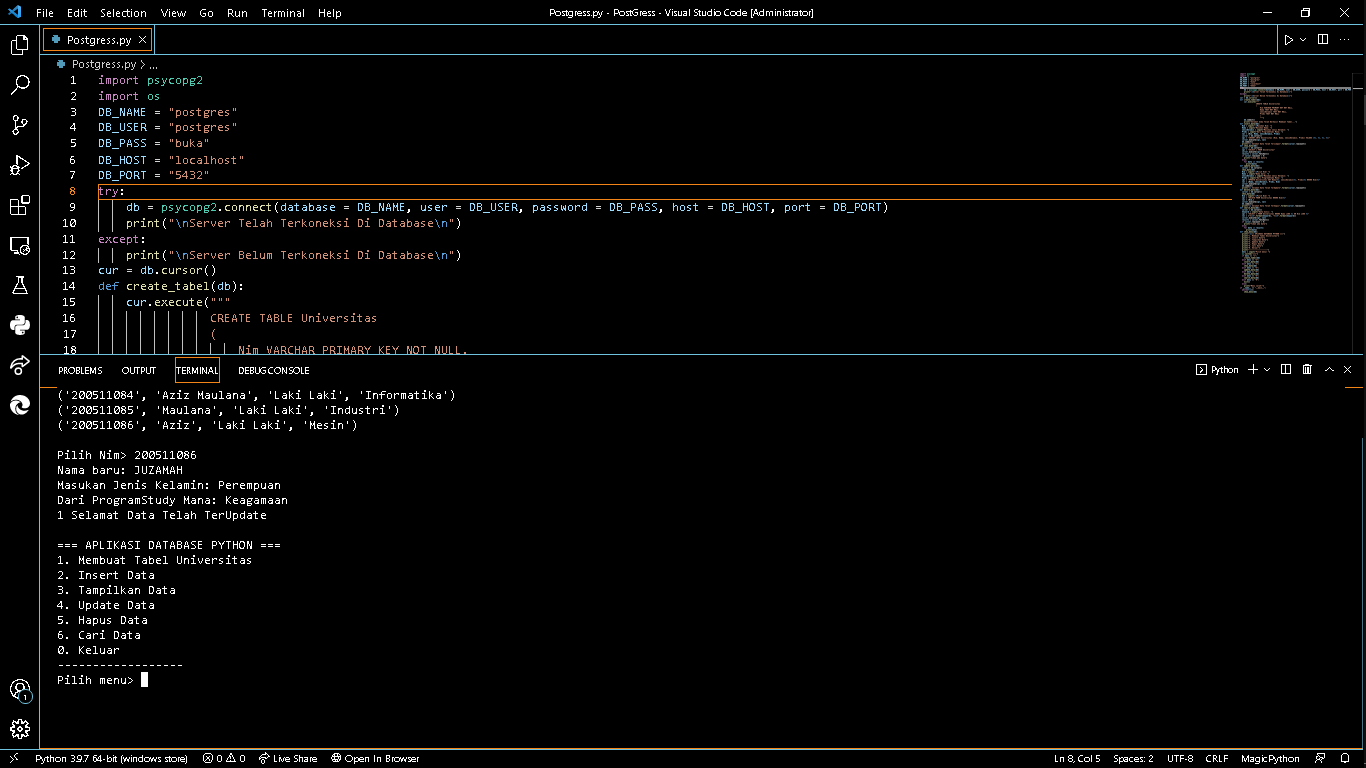 File Edit Selection View Go Run Terminal Help
Postgress.py - PostGress - Visual Studio Code [Administrator]
Postgress.py
Postgress.py > ...
1 import psycopg2
2 import os
3 DB_NAME = "postgres"
4 DB_USER = "postgres"
5 DB_PASS = "buka"
6 DB_HOST = "localhost"
7 DB_PORT = "5432"
8 try:
9 db = psycopg2.connect(database = DB_NAME, user = DB_USER, password = DB_PASS, host = DB_HOST, port = DB_PORT)
10 print("\nServer Telah Terkoneksi Di Database\n")
11 except:
12 print("\nServer Belum Terkoneksi Di Database\n")
13 cur = db.cursor()
14 def create_tabel(db):
15 cur.execute("""
16 CREATE TABLE Universitas
17 (
18 Nim VARCHAR PRIMARY KEY NOT NULL,
PROBLEMS OUTPUT TERMINAL DEBUG CONSOLE
Python
('200511084', 'Aziz Maulana', 'Laki Laki', 'Informatika')
('200511085', 'Maulana', 'Laki Laki', 'Industri')
('200511086', 'Aziz', 'Laki Laki', 'Mesin')
Pilih Nim> 200511086
Nama baru: JUZAMAH
Masukan Jenis Kelamin: Perempuan
Dari ProgramStudy Mana: Keagamaan
1 Selamat Data Telah TerUpdate
=== APLIKASI DATABASE PYTHON ===
1. Membuat Tabel Universitas
2. Insert Data
3. Tampilkan Data
4. Update Data
5. Hapus Data
6. Cari Data
0. Keluar
------------------
Pilih menu>
1
Python 3.9.7 64-bit (windows store) 0 0 Live Share Open In Browser
Ln 8, Col 5 Spaces: 2 UTF-8 CRLF MagicPython